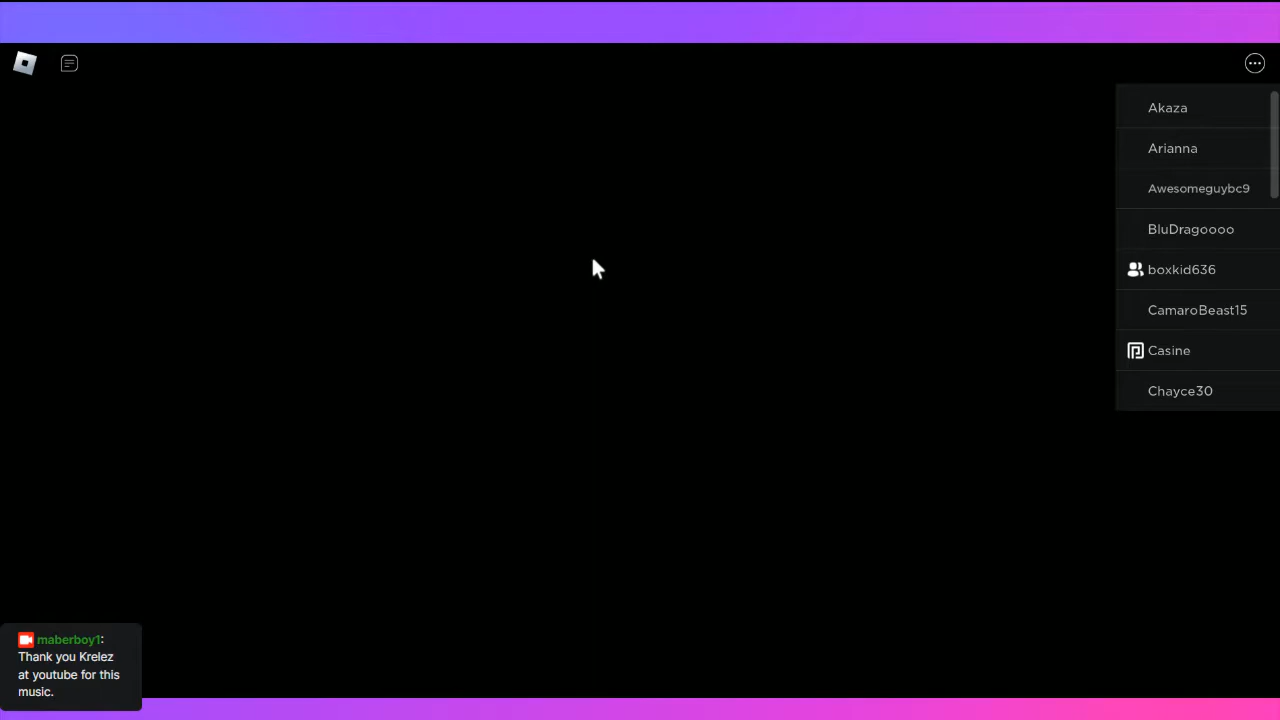 Akaza
Arianna
Awesomeguybc9
BluDragoooo
boxkid636
CamaroBeast15
Casine
Chayce30
maberboy1:
Thank you Krelez
at youtube for this
music.